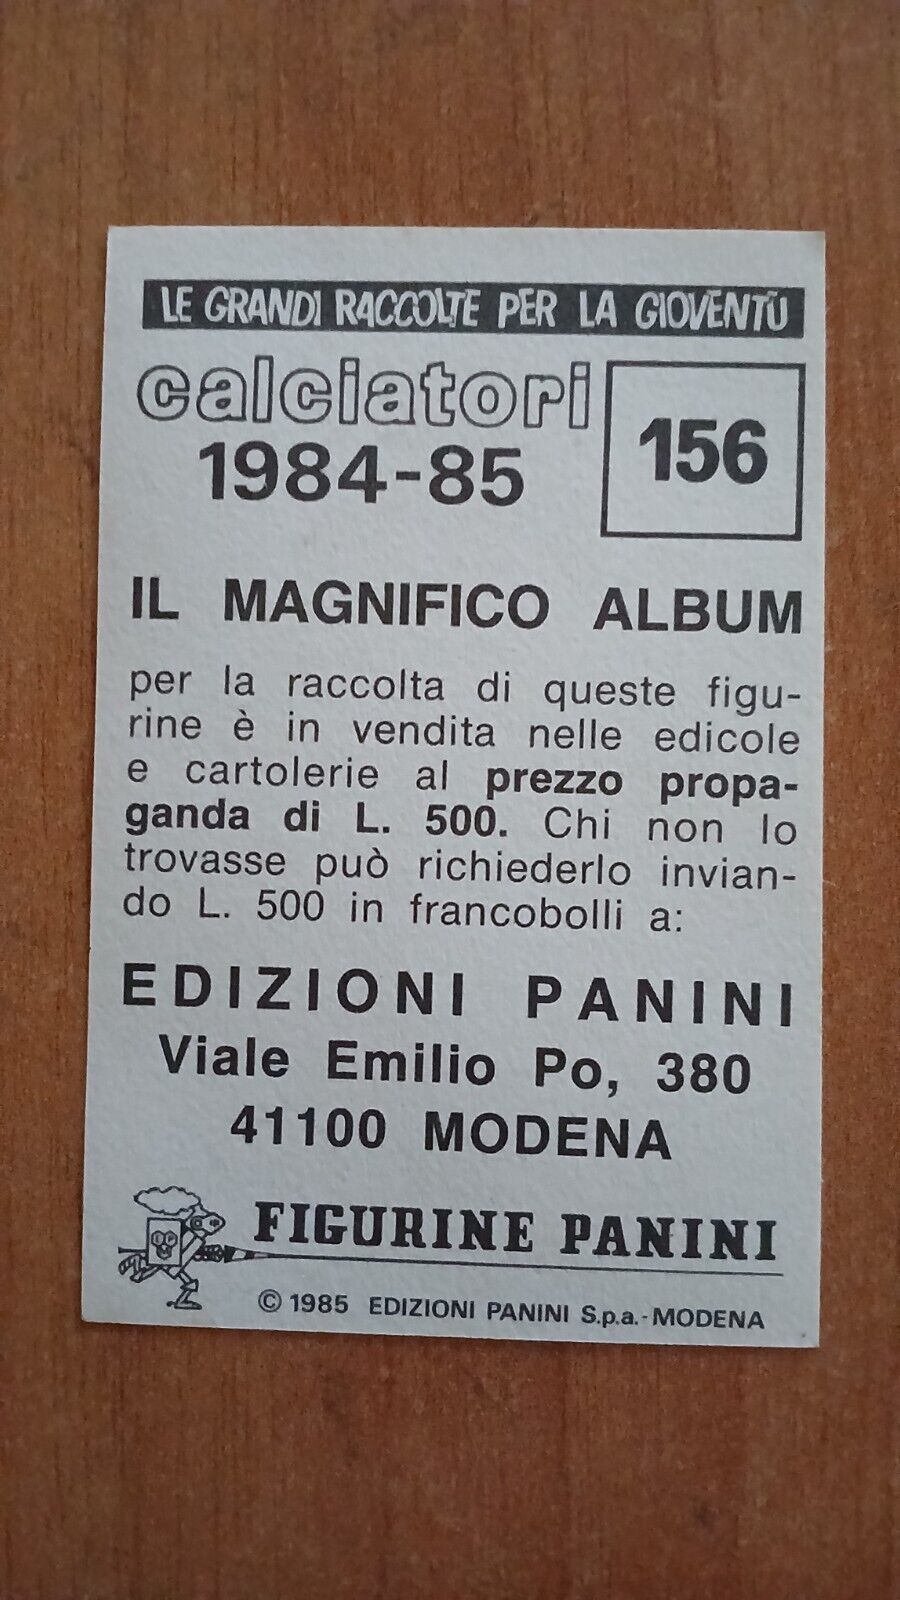 LE GRANDI RACCOLTE PER LA GIOVENTÙ
calciatori
1984-85
156
IL MAGNIFICO ALBUM
per la raccolta di queste figu-
rine è in vendita nelle edicole
e cartolerie al prezzo propa-
ganda di L. 500. Chi non lo
trovasse può richiederlo invian-
do L. 500 in francobolli a:
EDIZIONI PANINI
Viale Emilio Po, 380
41100 MODENA
FIGURINE PANINI
© 1985 EDIZIONI PANINI S.p.a.-MODENA